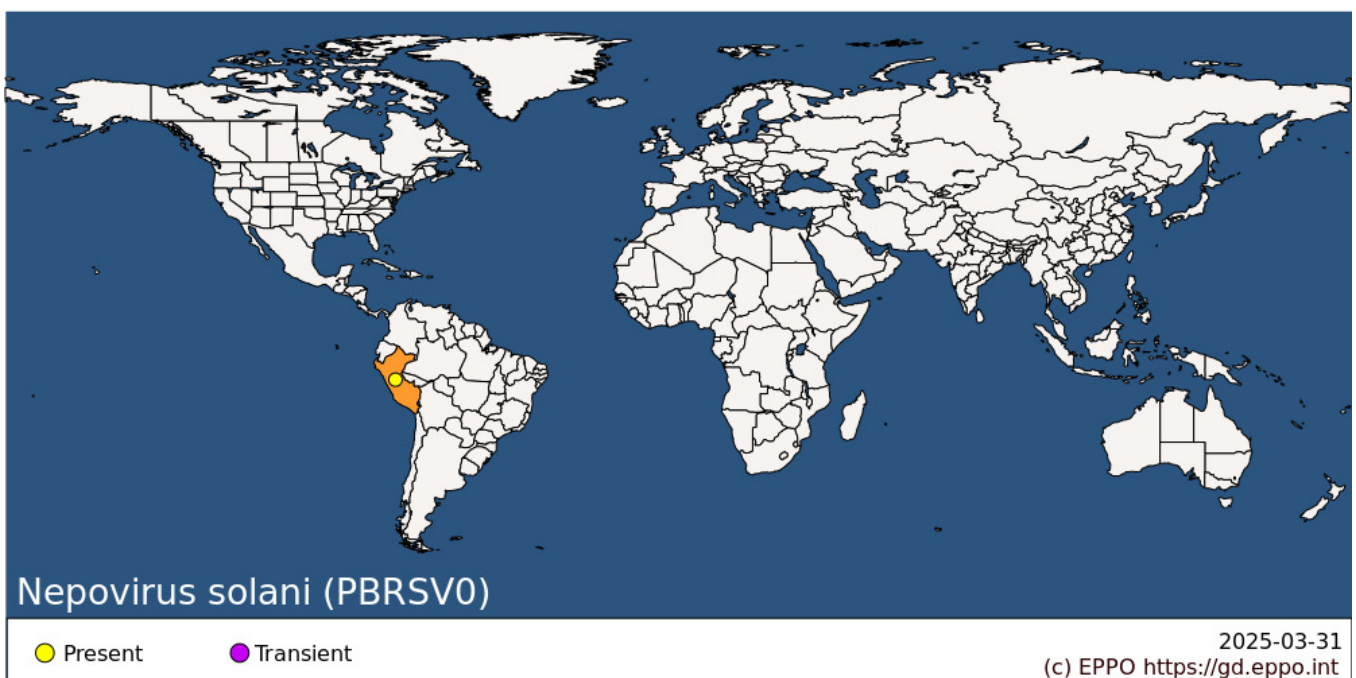 Nepovirus solani (PBRSV0)
Present
Transient
2025-03-31
(c) EPPO https://gd.eppo.int